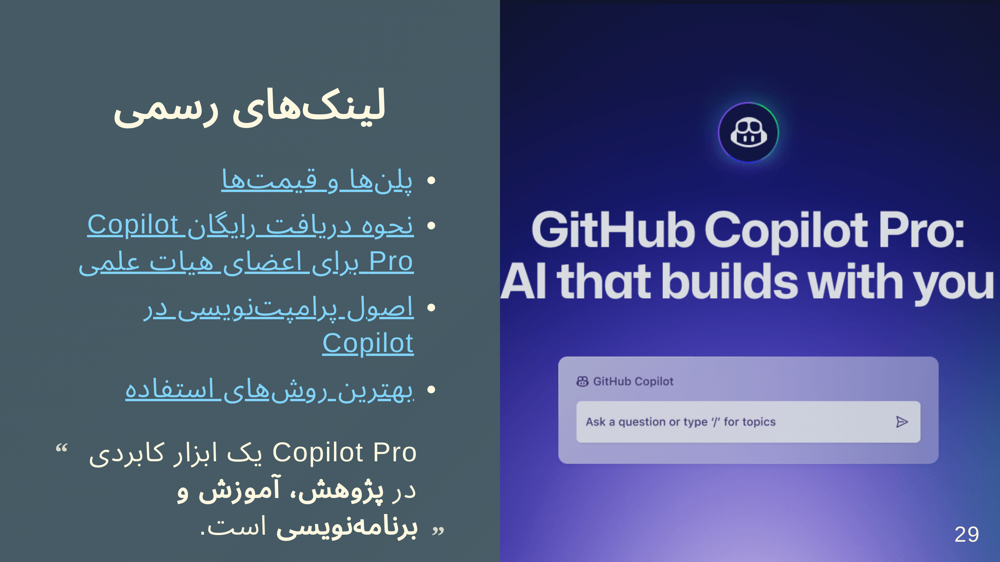 لینک‌های رسمی
• پلن‌ها و قیمت‌ها
• نحوه دریافت رایگان Copilot
Pro برای اعضای هیات علمی
• اصول پرامپت‌نویسی در
Copilot
• بهترین روش‌های استفاده
“ Copilot Pro یک ابزار کابردی
در پژوهش، آموزش و
برنامه‌نویسی است. ”
GitHub Copilot Pro:
AI that builds with you
GitHub Copilot
Ask a question or type ‘/’ for topics
29